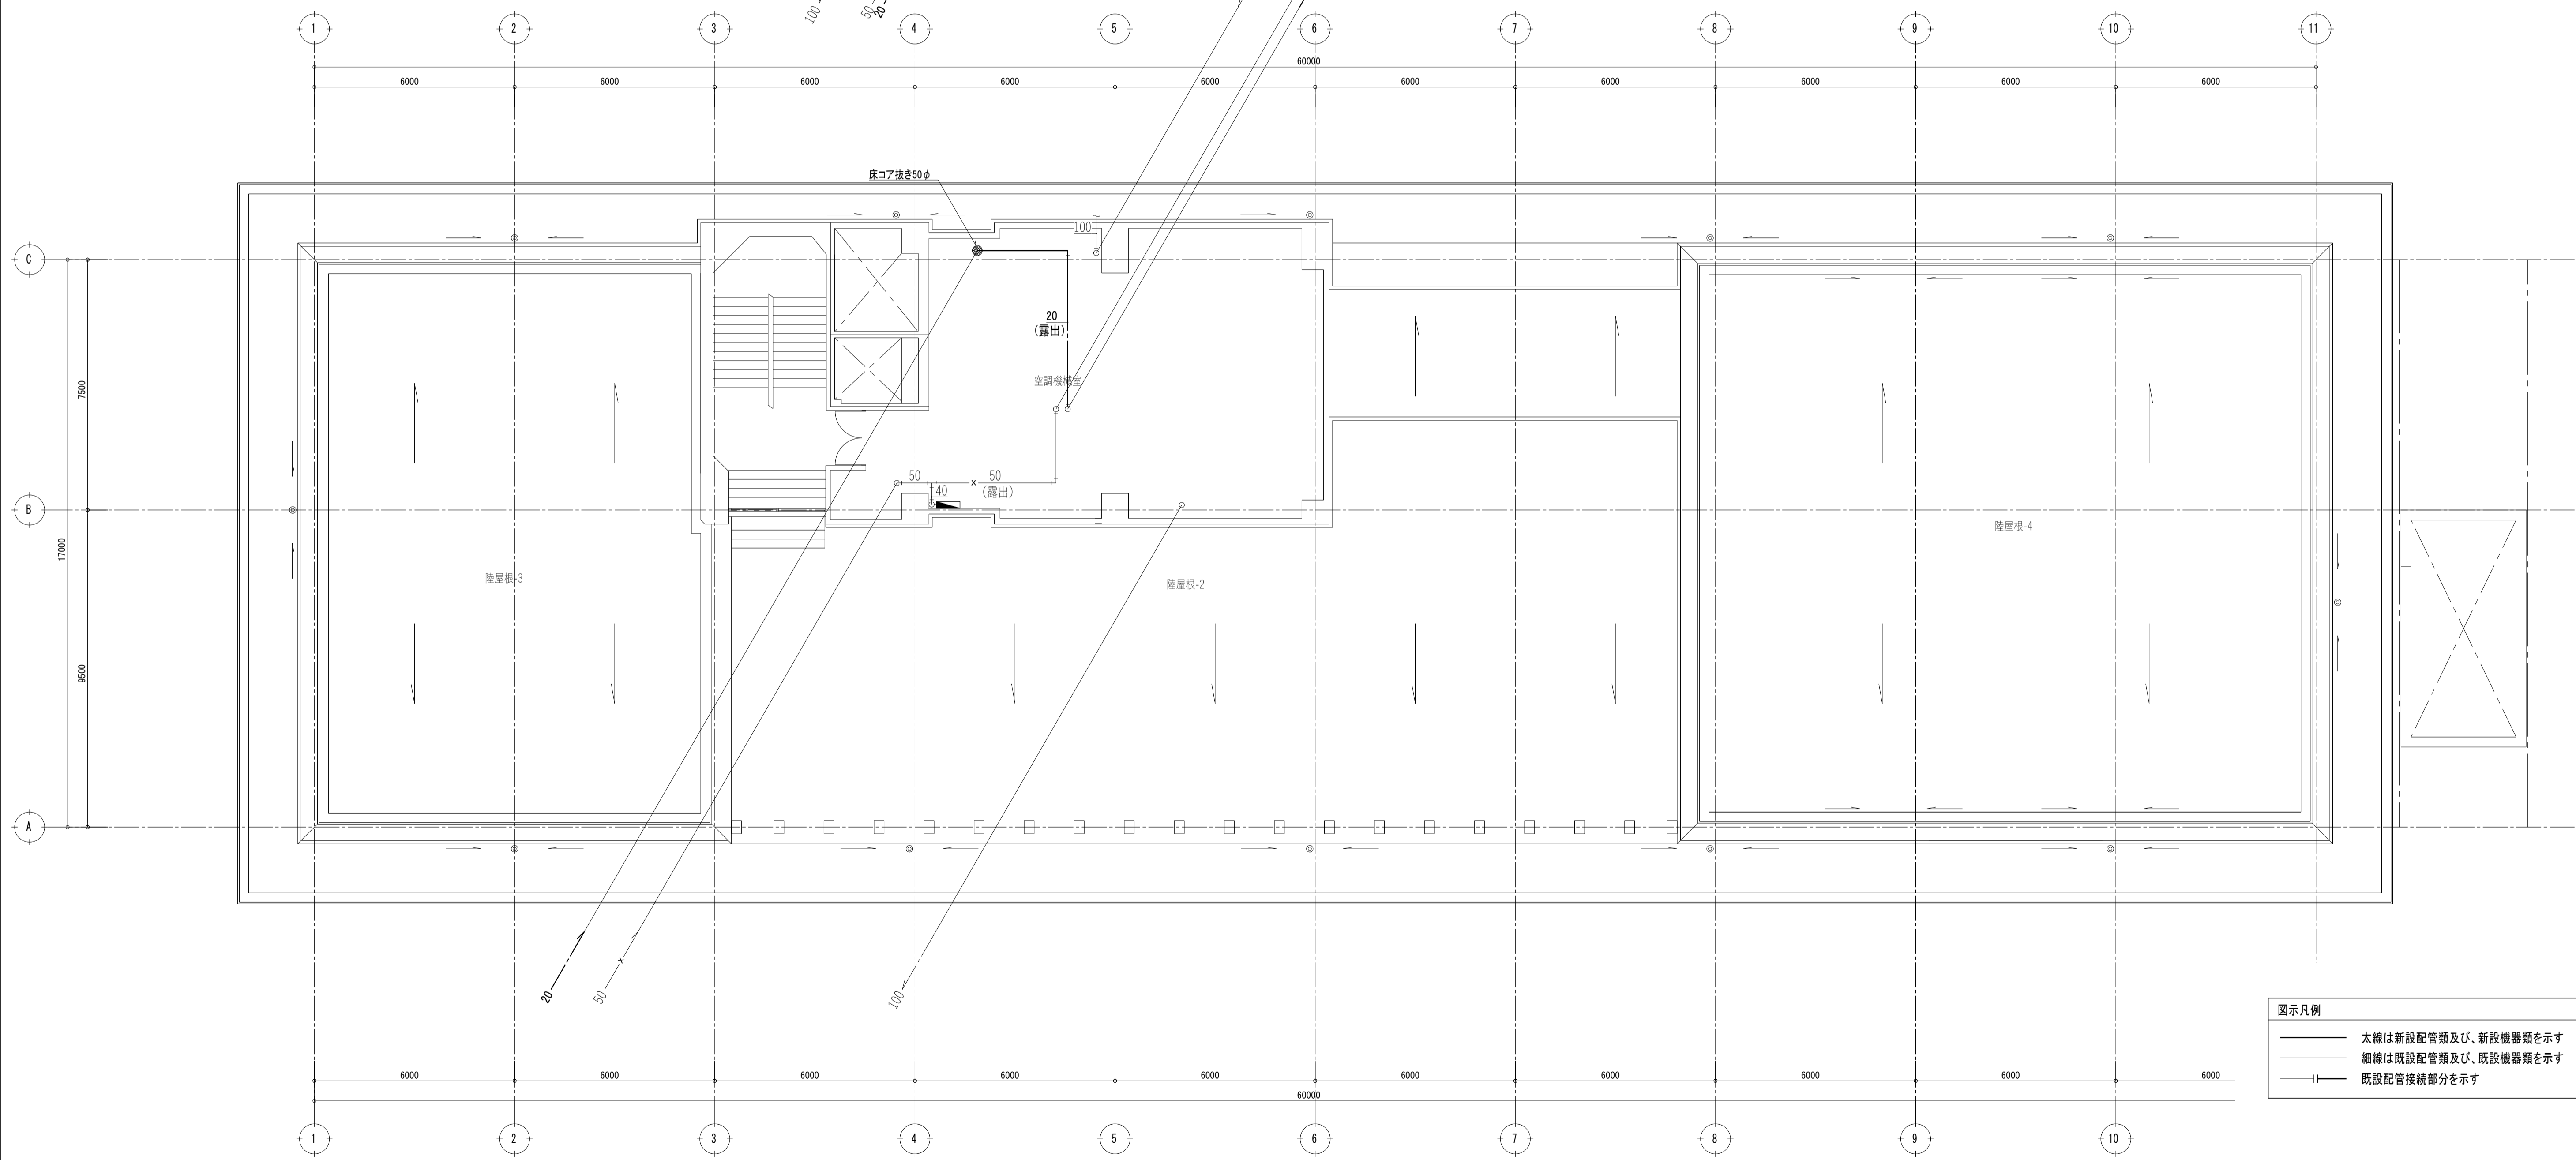 100
50
20
1 2 3 4 5 6 7 8 9 10 11
60000
6000 6000 6000 6000 6000 6000 6000 6000 6000 6000
床コア抜き50φ
100
C
20
(露出)
空調機械室
7500
50 50
40 (露出)
B
陸屋根-4
17000
陸屋根-3
陸屋根-2
9500
A
20
50
100
図示凡例
太線は新設配管類及び、新設機器類を示す
細線は既設配管類及び、既設機器類を示す
既設配管接続部分を示す
6000 6000 6000 6000 6000 6000 6000 6000 6000 6000
60000
1 2 3 4 5 6 7 8 9 10